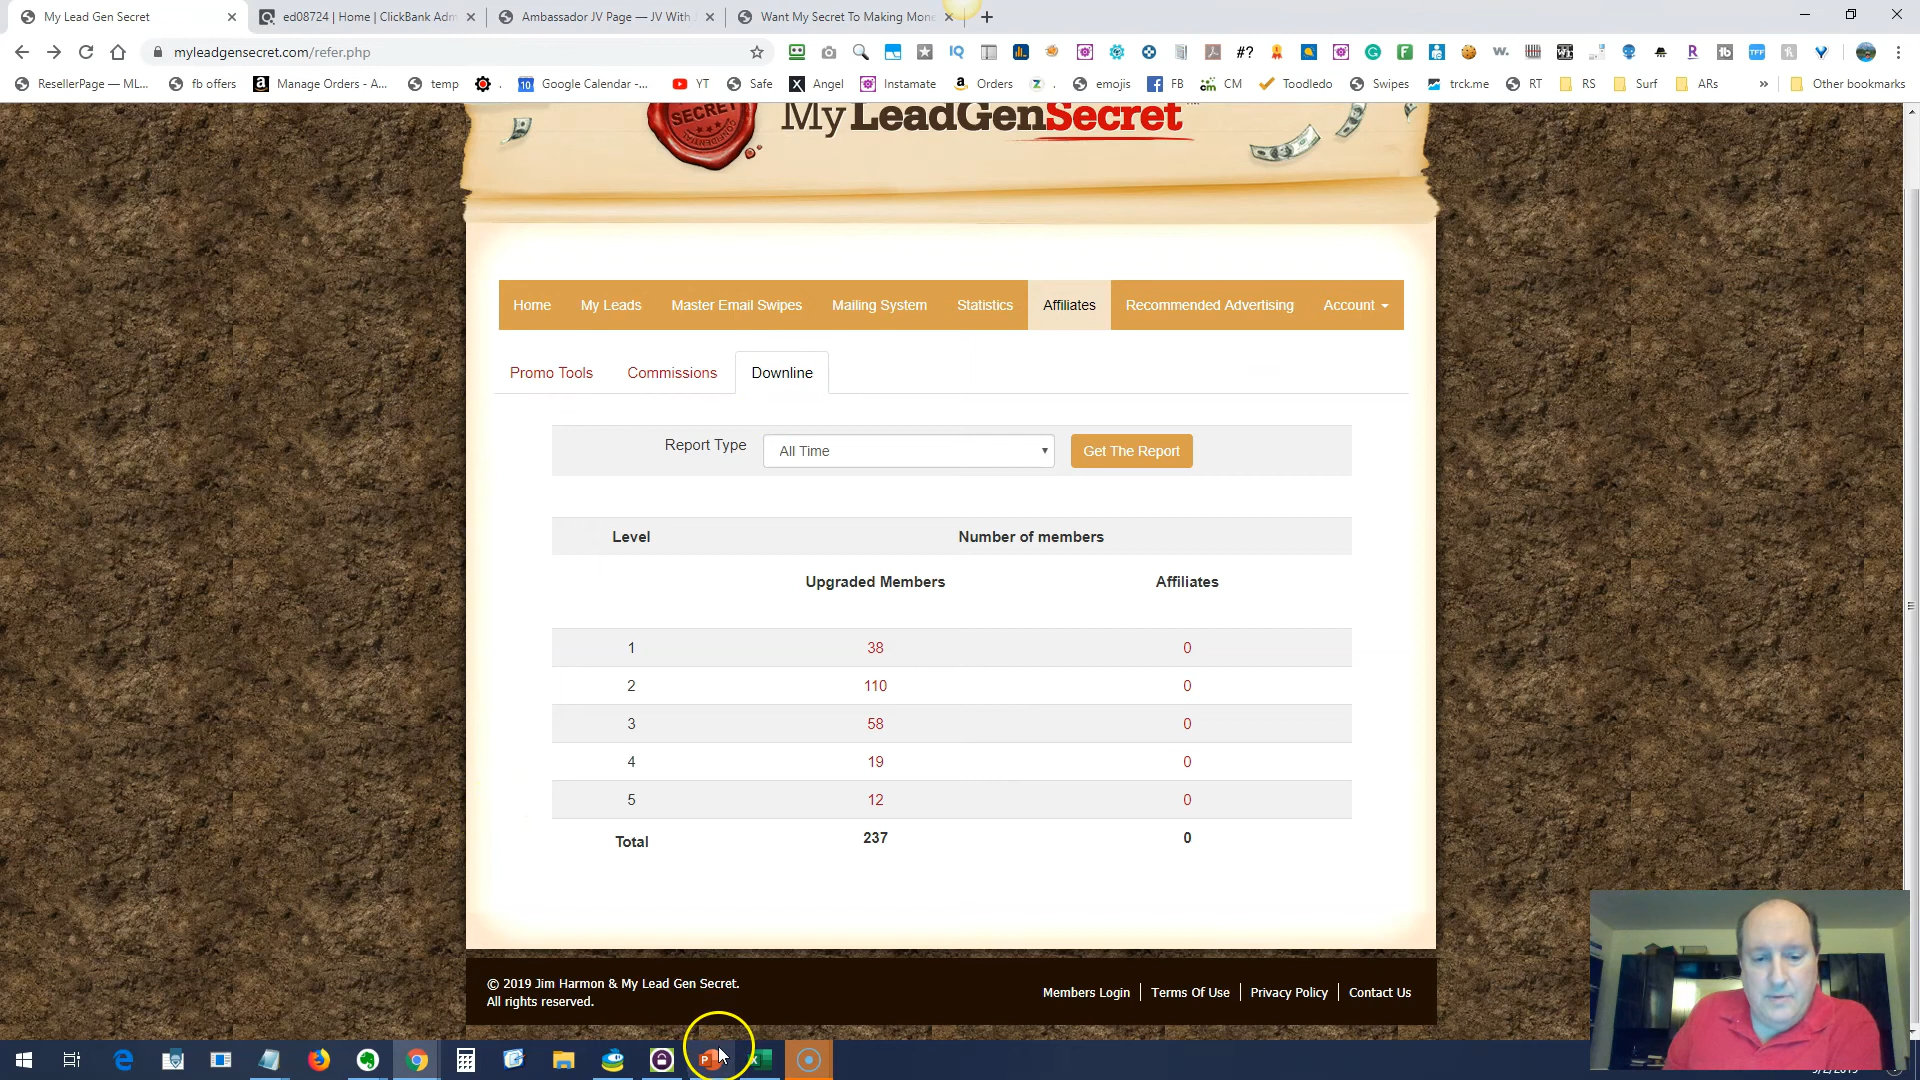 My Lead Gen Secret
ed08724 | Home | ClickBank Adm
Ambassador JV Page — JV With
Want My Secret To Making Mone
myleadgensecret.com/refer.php
ResellerPage — ML...
fb offers
Manage Orders - A...
temp
Google Calendar -...
YT
Safe
Angel
Instamate
Orders
emojis
FB
CM
Toodledo
Swipes
trck.me
RT
RS
Surf
ARs
Other bookmarks
SECRET
MyLeadGenSecret
Home My Leads Master Email Swipes Mailing System Statistics Affiliates Recommended Advertising Account
Promo Tools Commissions Downline
Report Type All Time Get The Report
Level Number of members
Upgraded Members Affiliates
1 38 0
2 110 0
3 58 0
4 19 0
5 12 0
Total 237 0
© 2019 Jim Harmon & My Lead Gen Secret.
All rights reserved.
Members Login Terms Of Use Privacy Policy Contact Us